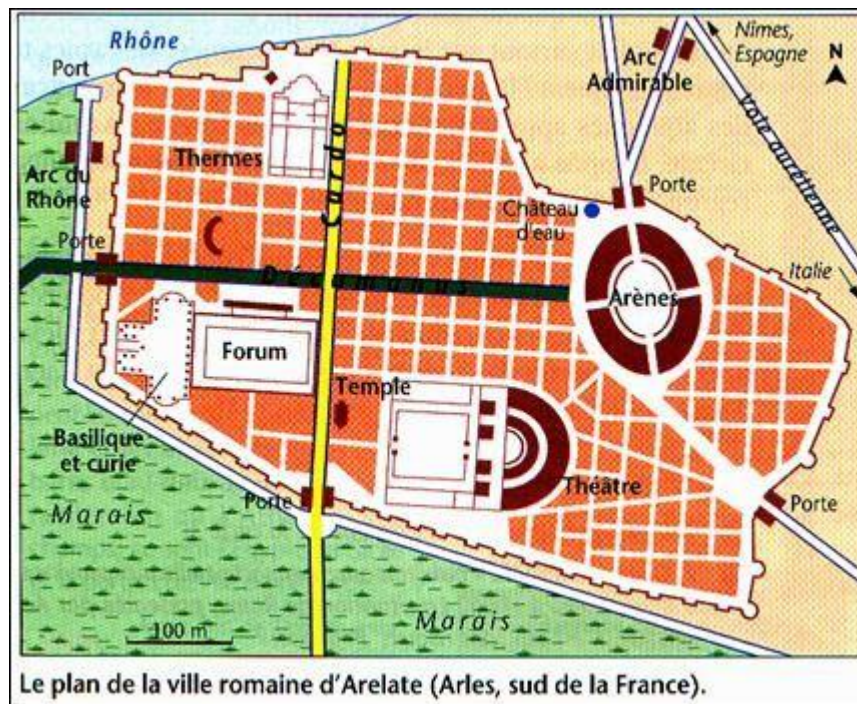 Rhône
Port
Arc
Admirable
Nîmes,
Espagne
N
Voie aurélienne
Arc du
Rhône
Thermes
Cardo
Porte
Château
d'eau
Porte
Décumanus
Arènes
Italie
Forum
Temple
Basilique
et curie
Théâtre
Porte
Porte
Marais
Marais
100 m
Le plan de la ville romaine d'Arelate (Arles, sud de la France).